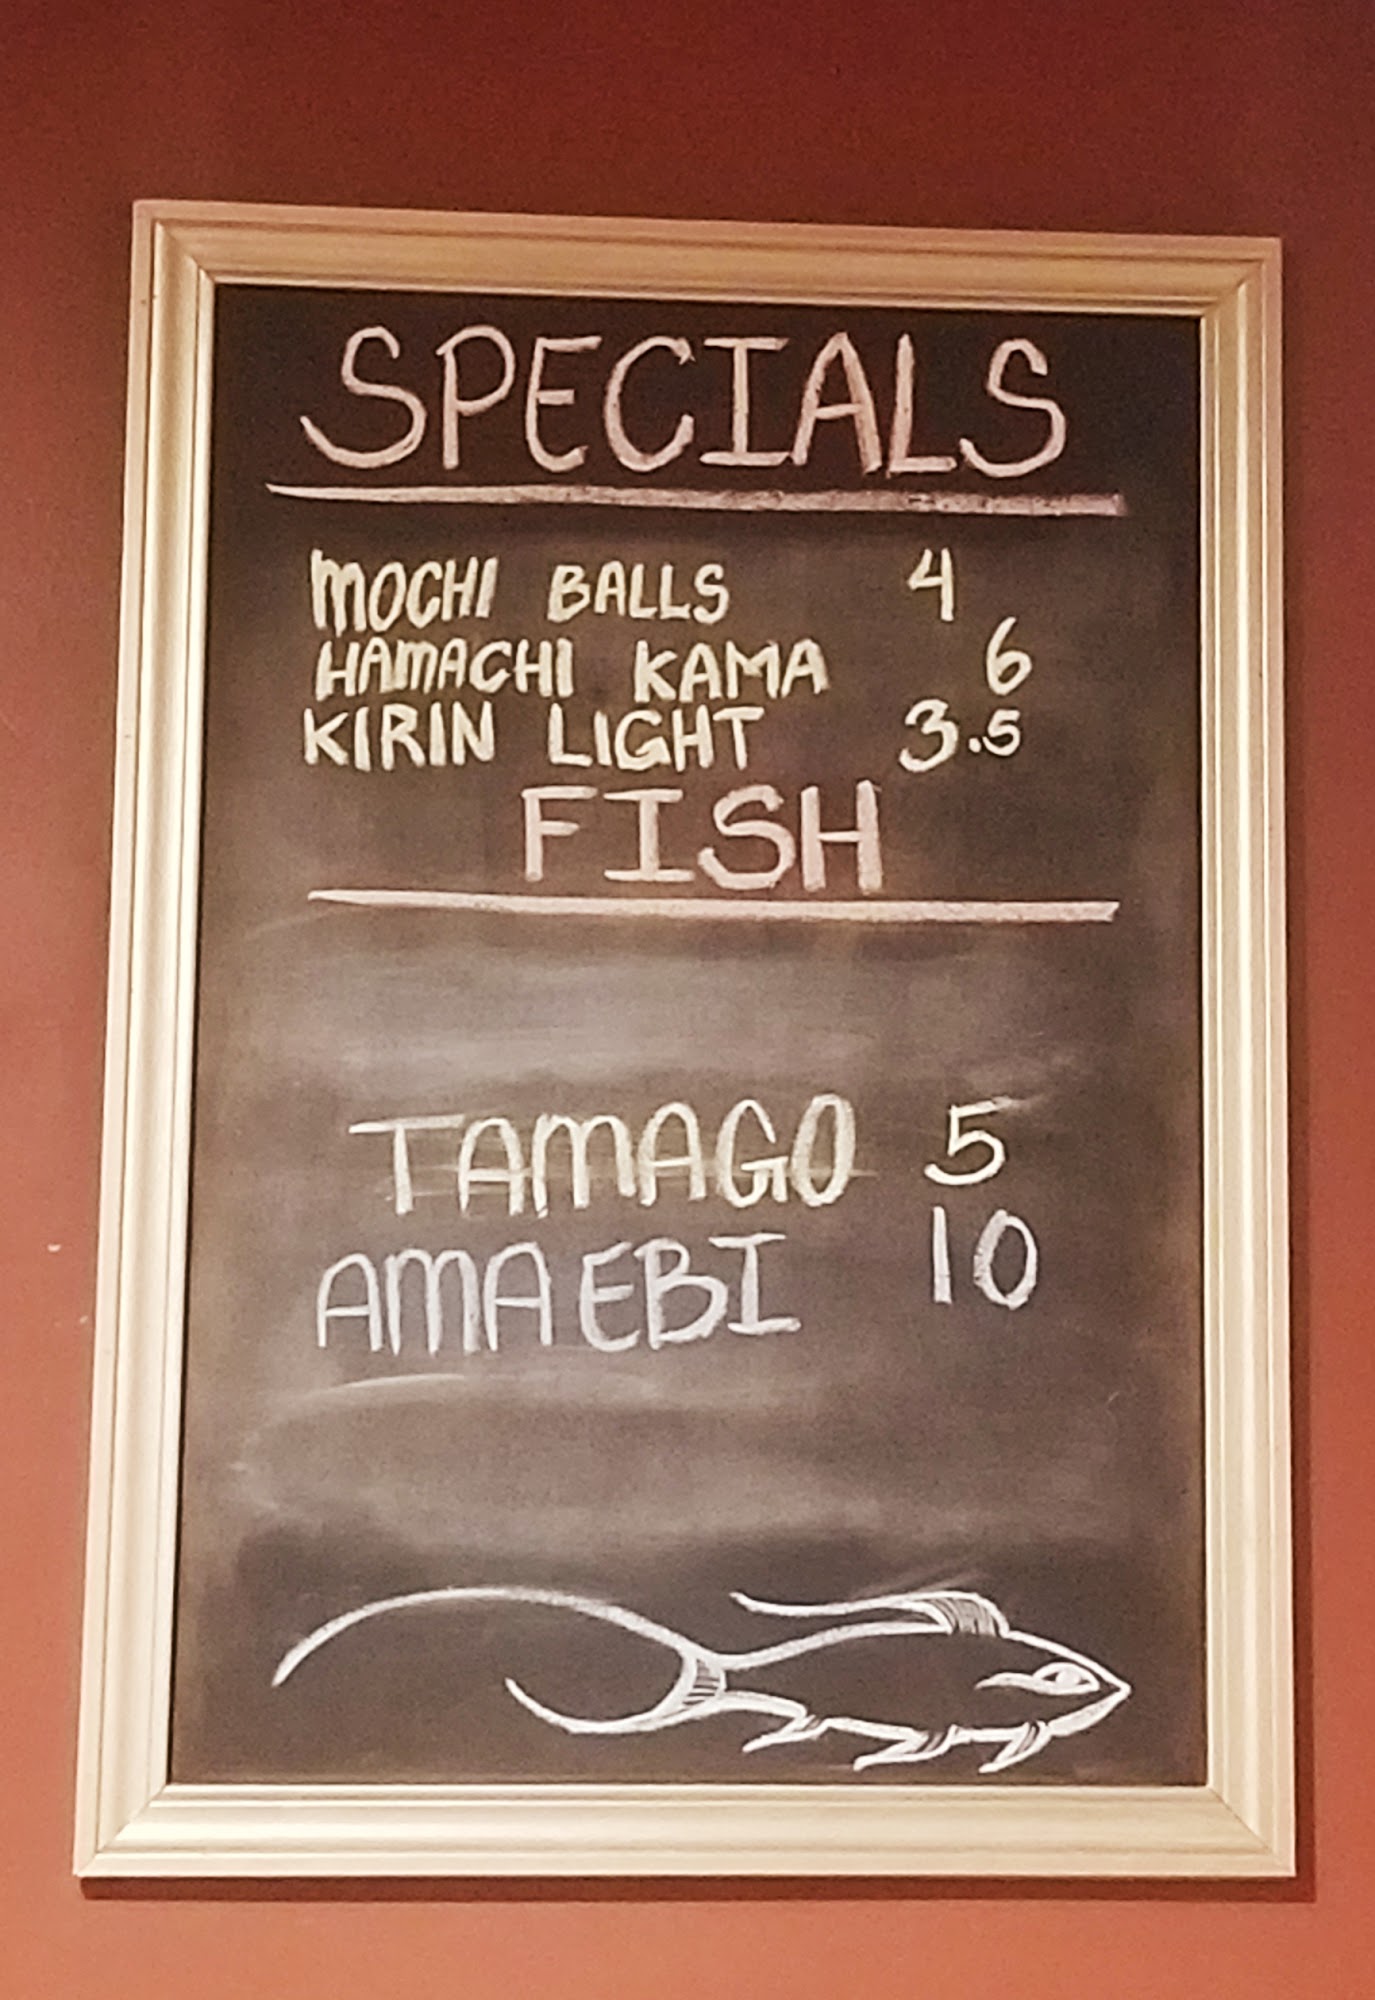 SPECIALS
MOCHI BALLS 4
HAMACHI KAMA 6
KIRIN LIGHT 3.5
FISH
TAMAGO 5
AMAEBI 10